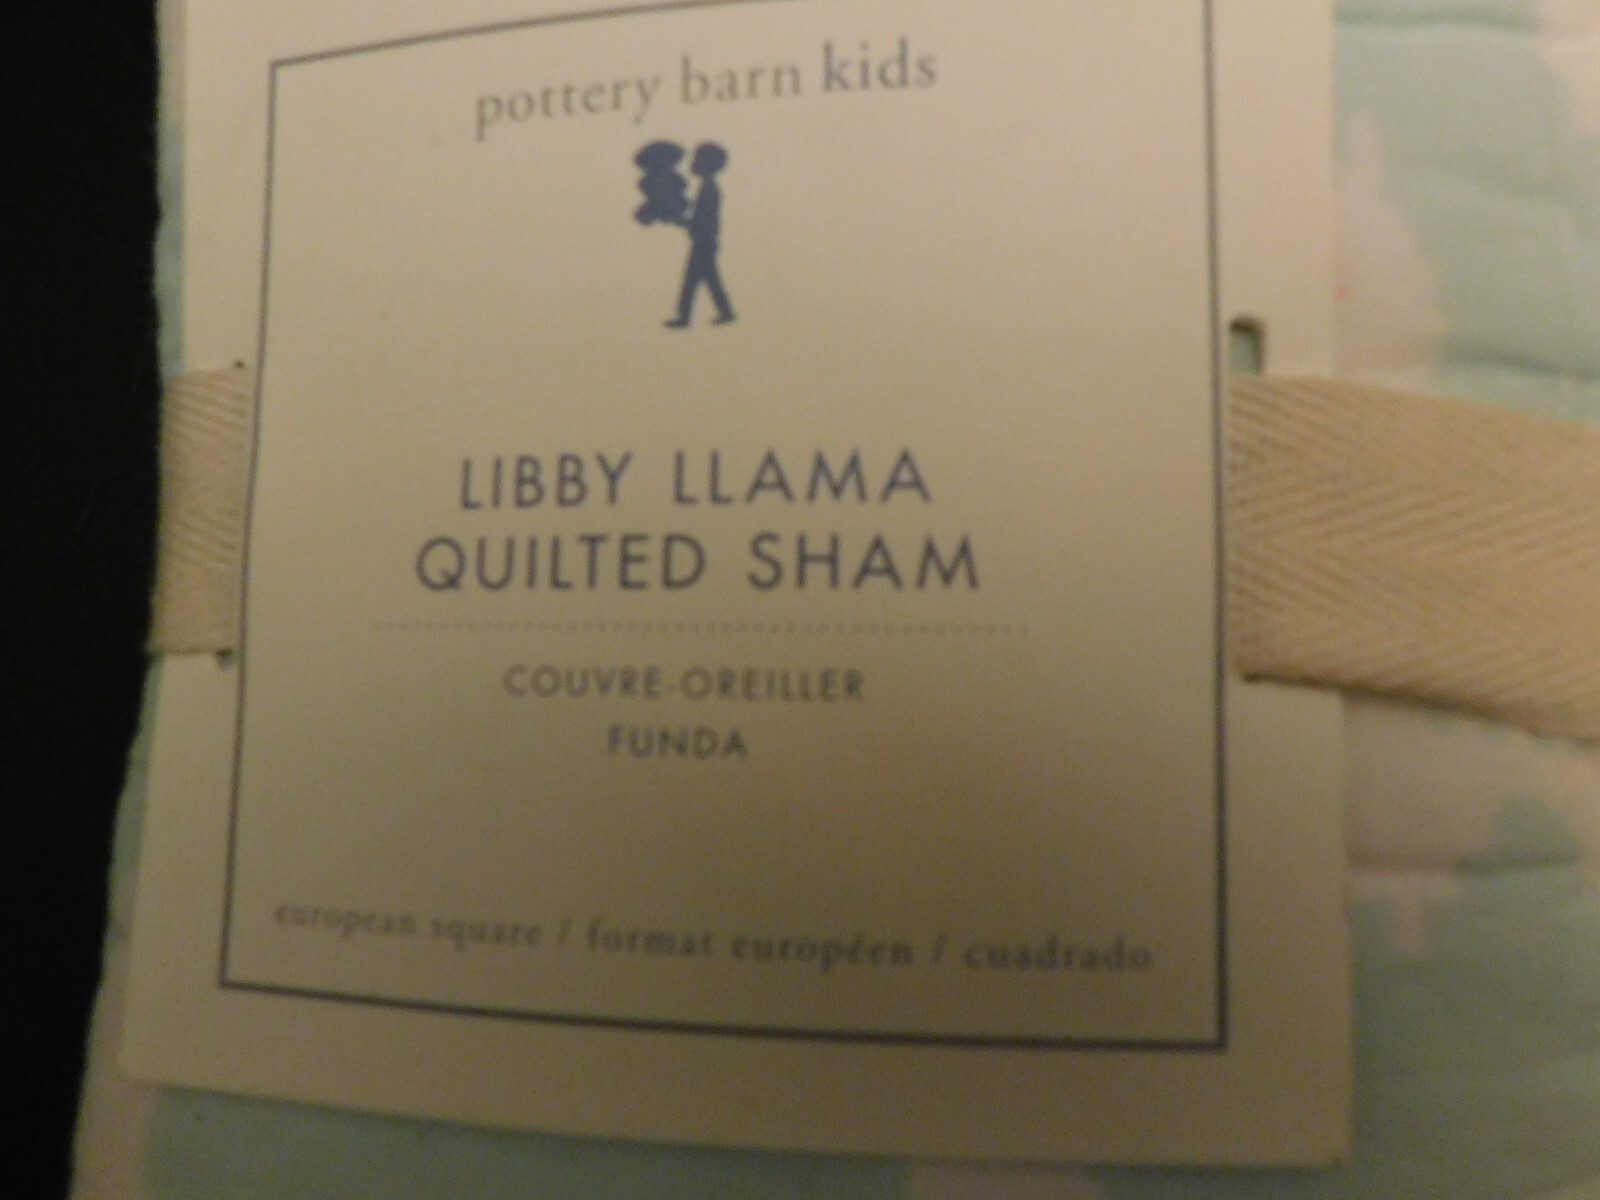 pottery barn kids
LIBBY LLAMA
QUILTED SHAM
COUVRE-OREILLER
FUNDA
european square / format européen / cuadrado